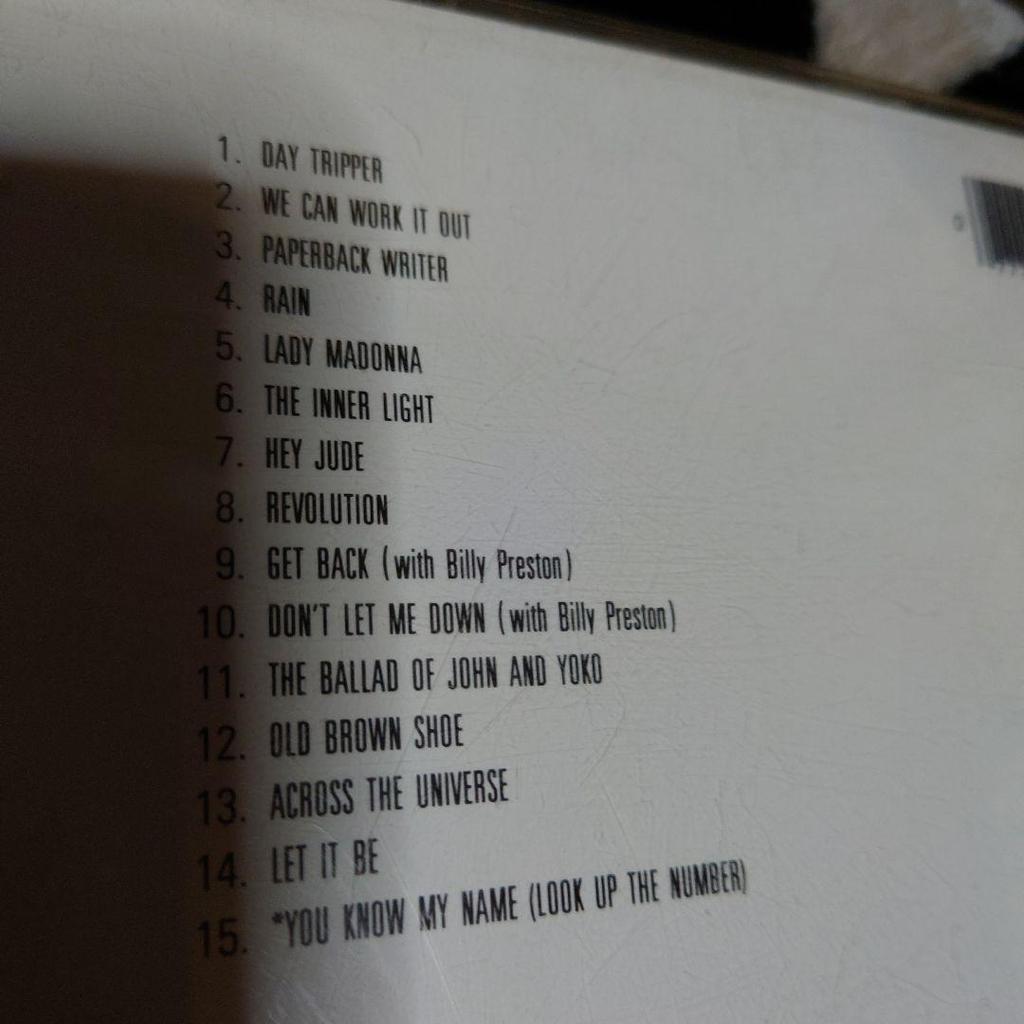 1. DAY TRIPPER
2. WE CAN WORK IT OUT
3. PAPERBACK WRITER
4. RAIN
5. LADY MADONNA
6. THE INNER LIGHT
7. HEY JUDE
8. REVOLUTION
9. GET BACK (with Billy Preston)
10. DON'T LET ME DOWN (with Billy Preston)
11. THE BALLAD OF JOHN AND YOKO
12. OLD BROWN SHOE
13. ACROSS THE UNIVERSE
14. LET IT BE
15. *YOU KNOW MY NAME (LOOK UP THE NUMBER)